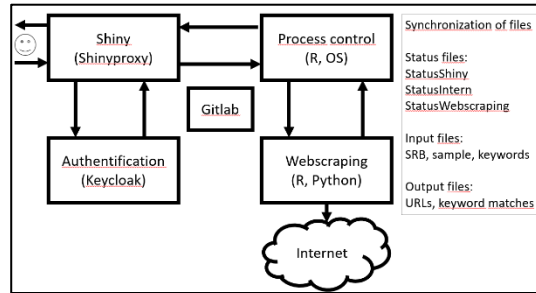 Shiny
(Shinyproxy)
Process control
(R, OS)
Gitlab
Authentification
(Keycloak)
Webscraping
(R, Python)
Internet
Synchronization of files
Status files:
StatusShiny
StatusIntern
StatusWebscraping
Input files:
SRB, sample, keywords
Output files:
URLs, keyword matches